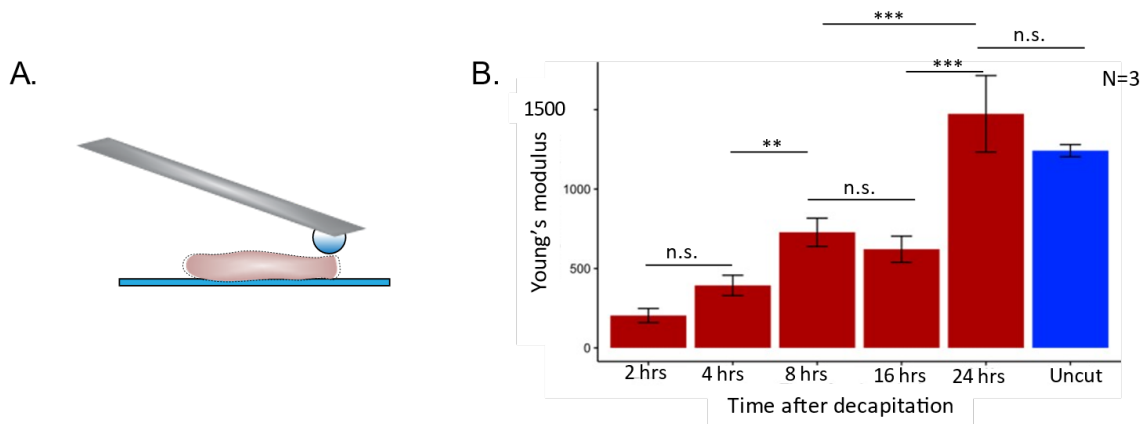 A.
B.
***
n.s.
***
N=3
1500
**
n.s.
1000
n.s.
500
0
Young's modulus
2 hrs 4 hrs 8 hrs 16 hrs 24 hrs Uncut
Time after decapitation